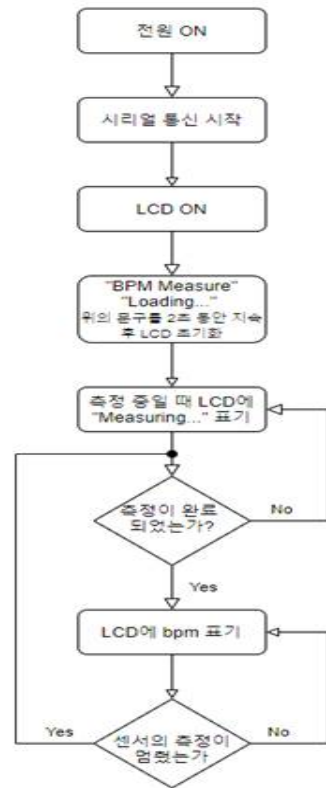 전원 ON
시리얼 통신 시작
LCD ON
"BPM Measure"
"Loading..."
위의 문구를 2초 동안 지속
후 LCD 초기화
측정 중일 때 LCD에
"Measuring..." 표기
측정이 완료
되었는가?
No
Yes
LCD에 bpm 표기
Yes
센서의 측정이
멈췄는가
No